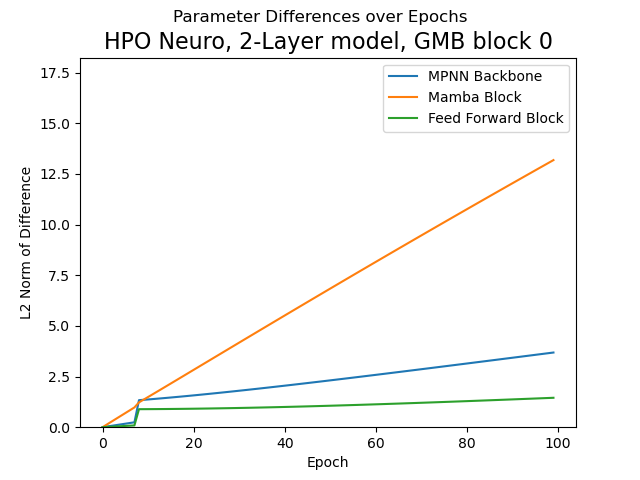 Parameter Differences over Epochs
HPO Neuro, 2-Layer model, GMB block 0
MPNN Backbone
Mamba Block
Feed Forward Block
17.5
15.0
12.5
10.0
7.5
5.0
2.5
0.0
L2 Norm of Difference
0 20 40 60 80 100
Epoch